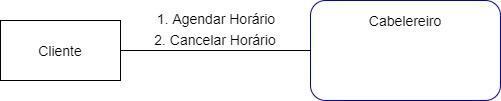 1. Agendar Horário
2. Cancelar Horário
Cliente
Cabelereiro